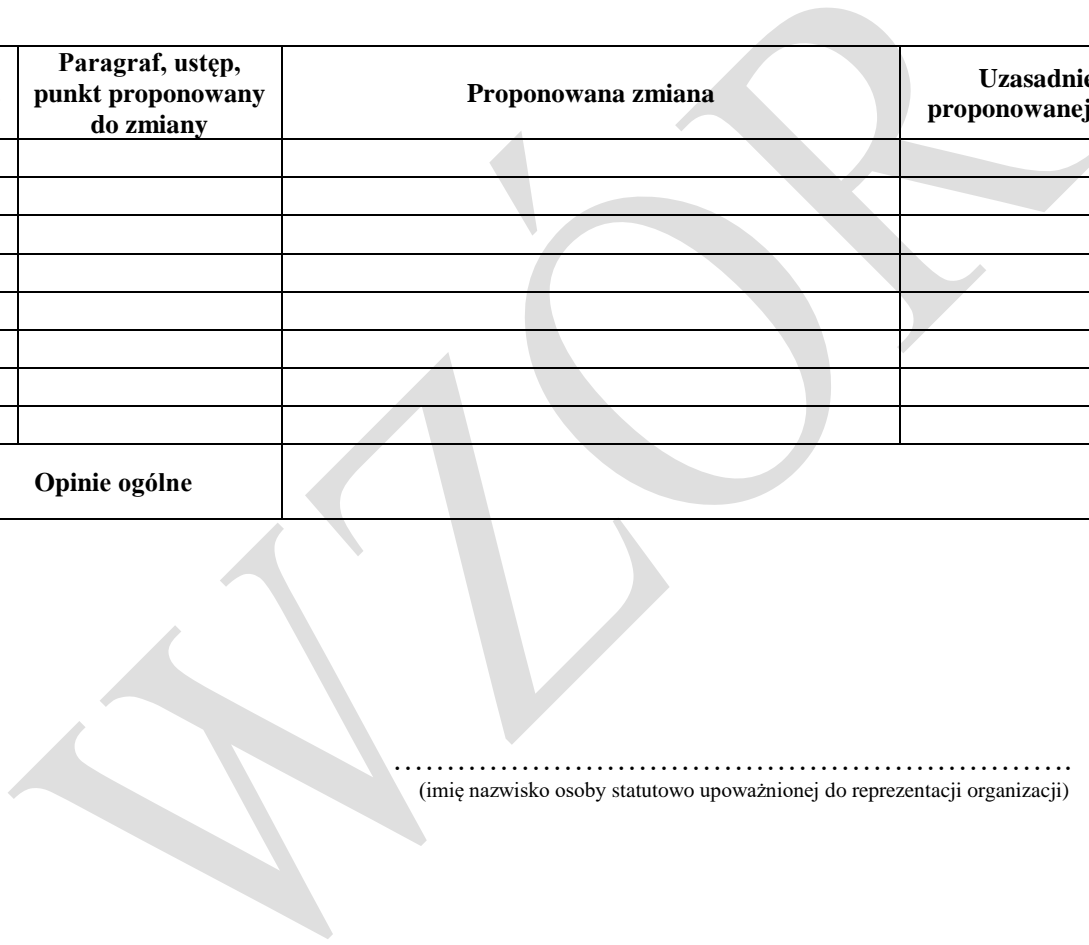 Paragraf, ustęp,
punkt proponowany
do zmiany
Proponowana zmiana
proponowanej
Opinie ogólne
WZÓR
……………………………………………………….
(imię nazwisko osoby statutowo upoważnionej do reprezentacji organizacji)